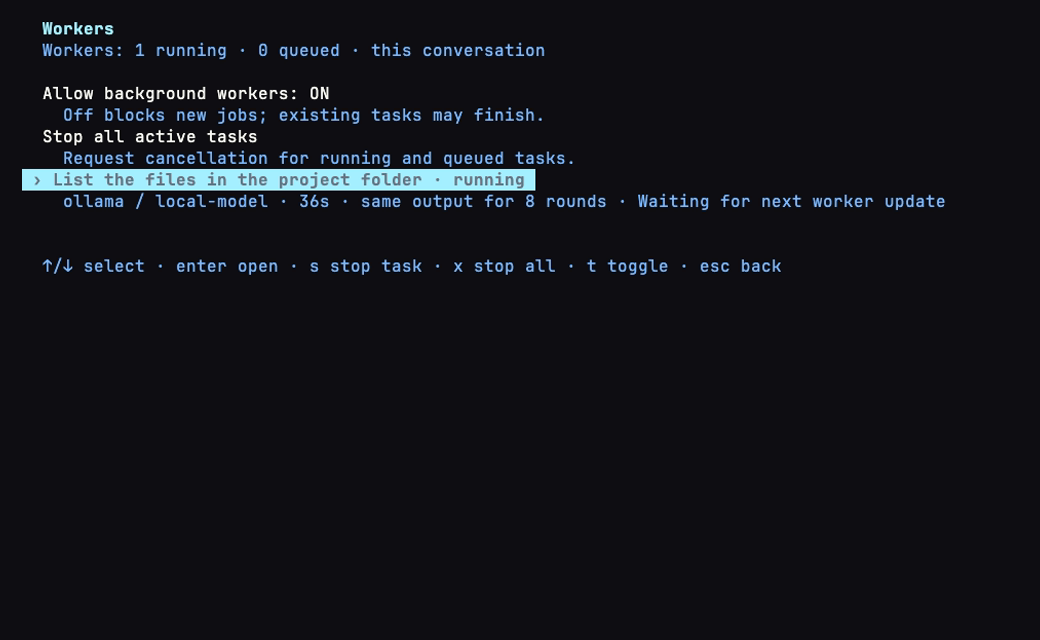 Workers
Workers: 1 running · 0 queued · this conversation
Allow background workers: ON
Off blocks new jobs; existing tasks may finish.
Stop all active tasks
Request cancellation for running and queued tasks.
› List the files in the project folder · running
ollama / local-model · 36s · same output for 8 rounds · Waiting for next worker update
↑/↓ select · enter open · s stop task · x stop all · t toggle · esc back